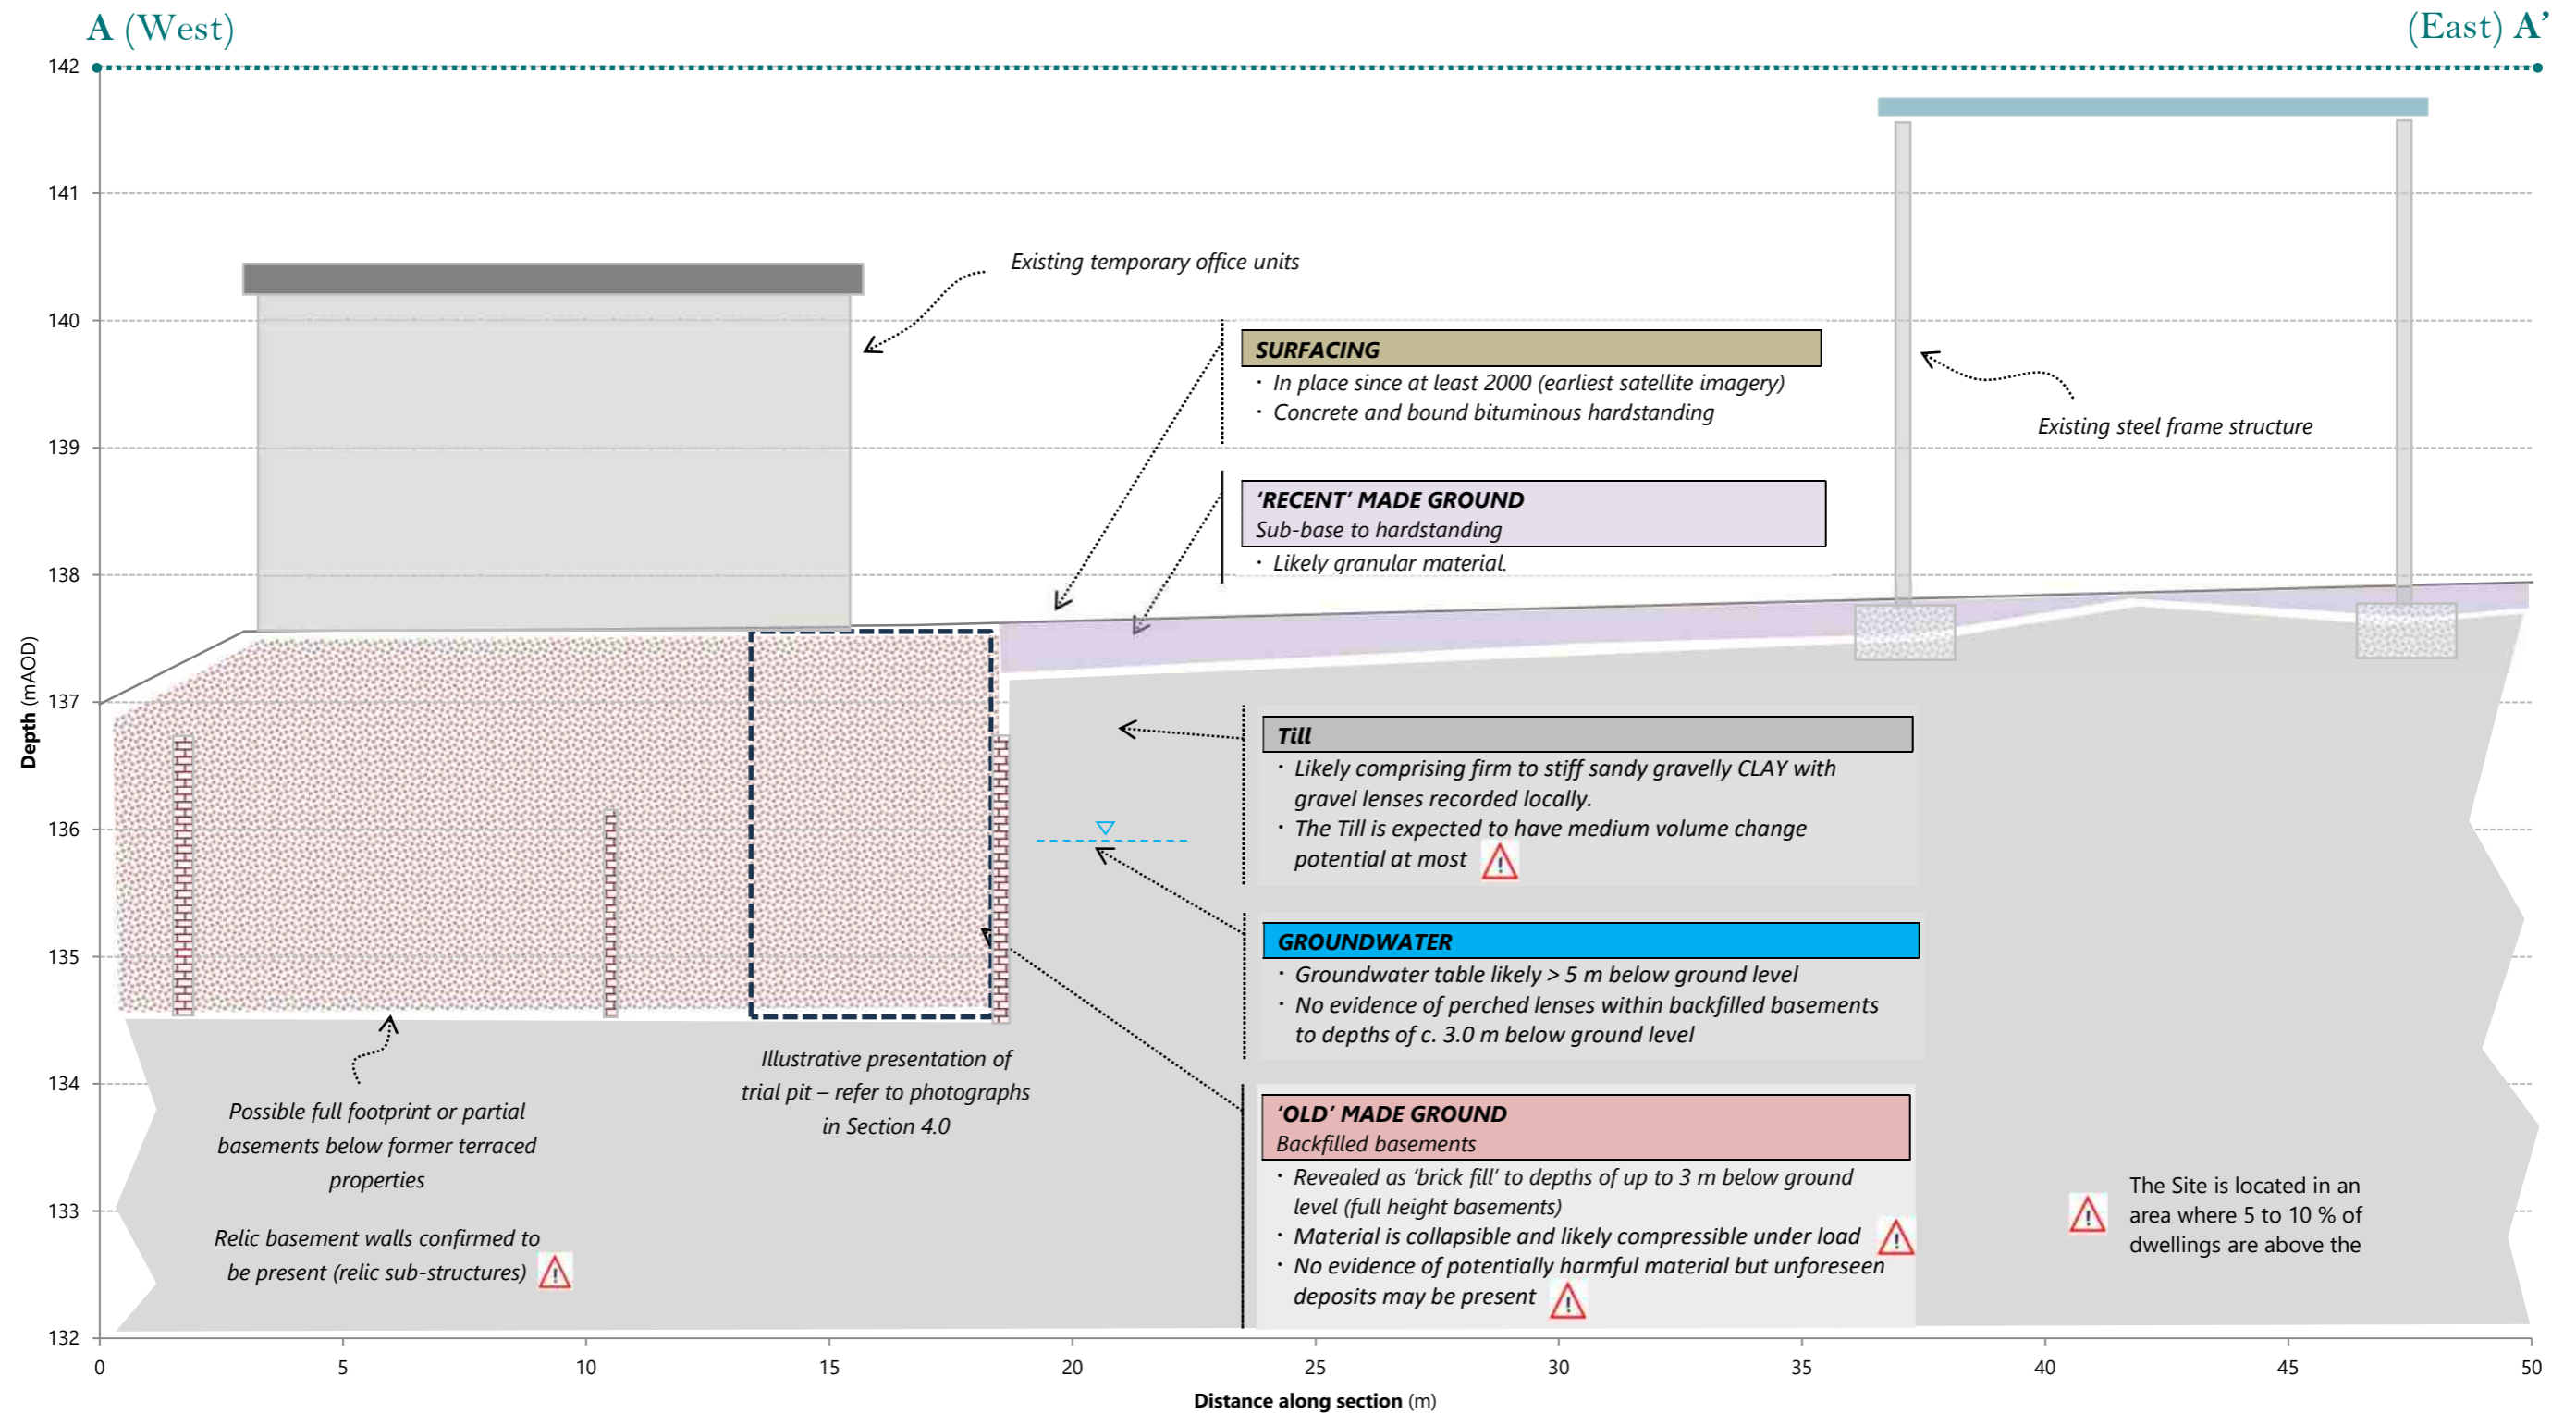 A (West)
(East) A’
142
141
140
139
138
137
136
135
134
133
132
Depth (mAOD)
Existing temporary office units
SURFACING
· In place since at least 2000 (earliest satellite imagery)
· Concrete and bound bituminous hardstanding
Existing steel frame structure
‘RECENT’ MADE GROUND
Sub-base to hardstanding
· Likely granular material.
Till
· Likely comprising firm to stiff sandy gravelly CLAY with
gravel lenses recorded locally.
· The Till is expected to have medium volume change
potential at most
GROUNDWATER
· Groundwater table likely > 5 m below ground level
· No evidence of perched lenses within backfilled basements
to depths of c. 3.0 m below ground level
Illustrative presentation of
trial pit – refer to photographs
in Section 4.0
Possible full footprint or partial
basements below former terraced
properties
Relic basement walls confirmed to
be present (relic sub-structures)
‘OLD’ MADE GROUND
Backfilled basements
· Revealed as ‘brick fill’ to depths of up to 3 m below ground
level (full height basements)
· Material is collapsible and likely compressible under load
· No evidence of potentially harmful material but unforeseen
deposits may be present
The Site is located in an
area where 5 to 10 % of
dwellings are above the
0 5 10 15 20 25 30 35 40 45 50
Distance along section (m)